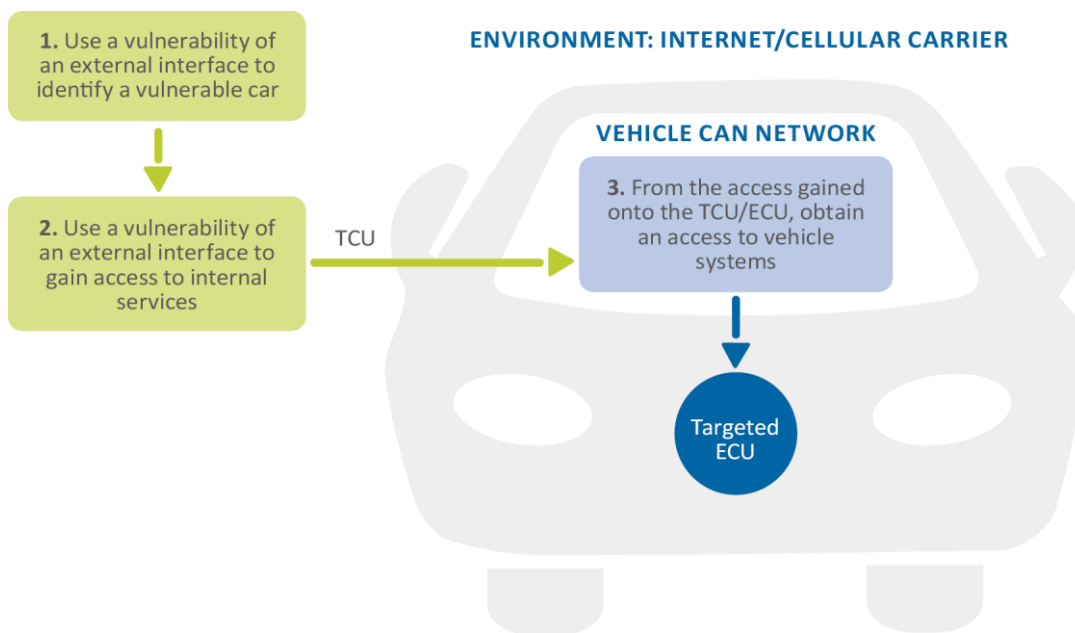 1. Use a vulnerability of
an external interface to
identify a vulnerable car
ENVIRONMENT: INTERNET/CELLULAR CARRIER
VEHICLE CAN NETWORK
2. Use a vulnerability of
an external interface to
gain access to internal
services
TCU
3. From the access gained
onto the TCU/ECU, obtain
an access to vehicle
systems
Targeted
ECU